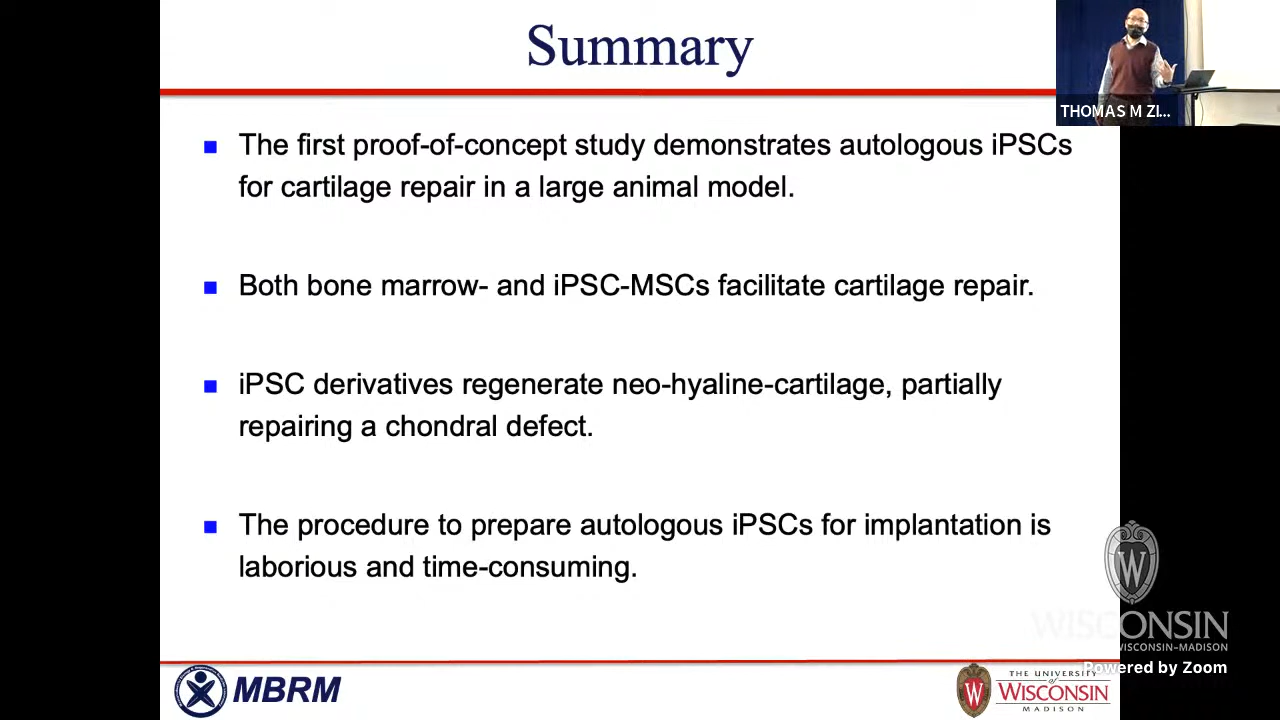 Summary
THOMAS M ZI...
The first proof-of-concept study demonstrates autologous iPSCs
for cartilage repair in a large animal model.
Both bone marrow- and iPSC-MSCs facilitate cartilage repair.
iPSC derivatives regenerate neo-hyaline-cartilage, partially
repairing a chondral defect.
The procedure to prepare autologous iPSCs for implantation is
laborious and time-consuming.
W
WISCONSIN
WISCONSIN–MADISON
Powered by Zoom
MBRM
W
THE UNIVERSITY
of
WISCONSIN
MADISON